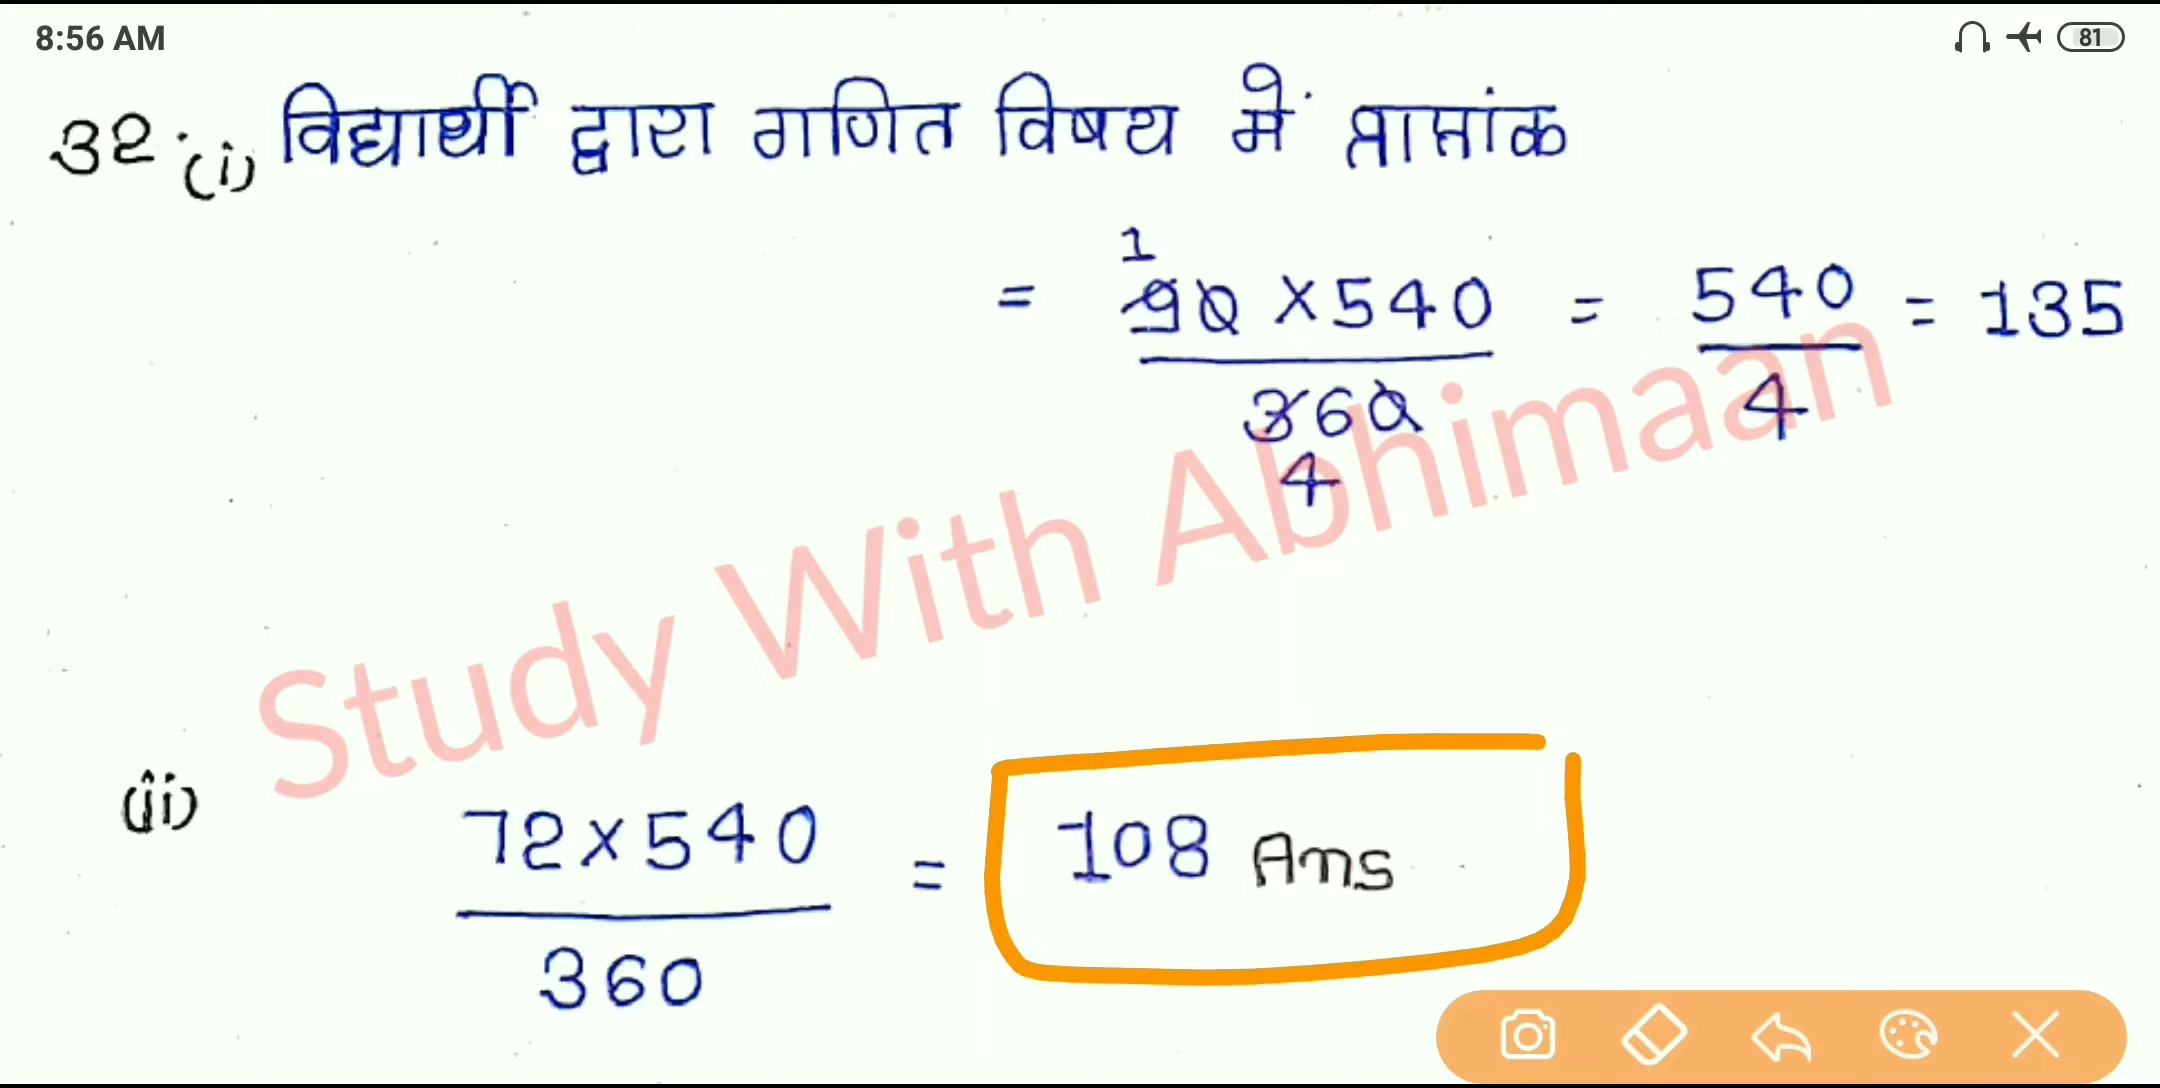 8:56 AM
81
32. (i) विद्यार्थी द्वारा गणित विषय में प्राप्तांक
1
= 90 × 540 / 360 = 540 / 4 = 135
4
Study With Abhimaan
(ii) 72 × 540 / 360 = 108 Ans